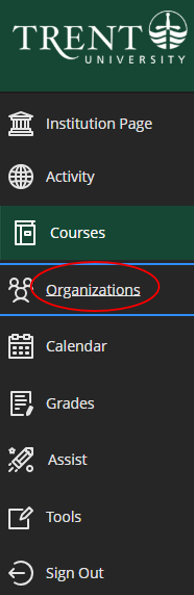 TRENT
UNIVERSITY
Institution Page
Activity
Courses
Organizations
Calendar
Grades
Assist
Tools
Sign Out